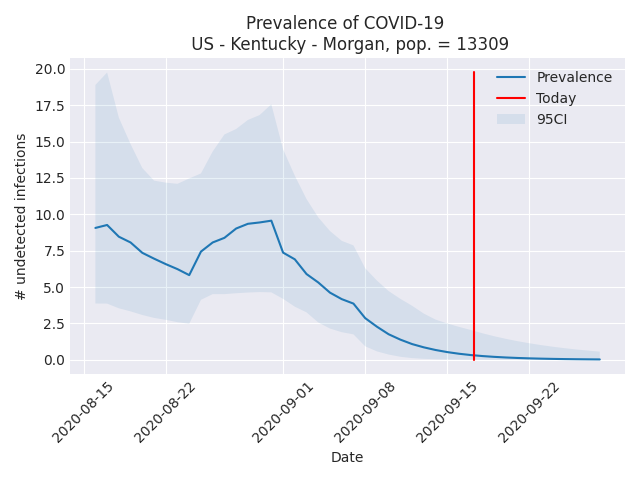 Prevalence of COVID-19
US - Kentucky - Morgan, pop. = 13309
20.0
17.5
15.0
12.5
10.0
7.5
5.0
2.5
0.0
# undetected infections
Prevalence
Today
95CI
2020-08-15
2020-08-22
2020-09-01
2020-09-08
2020-09-15
2020-09-22
Date